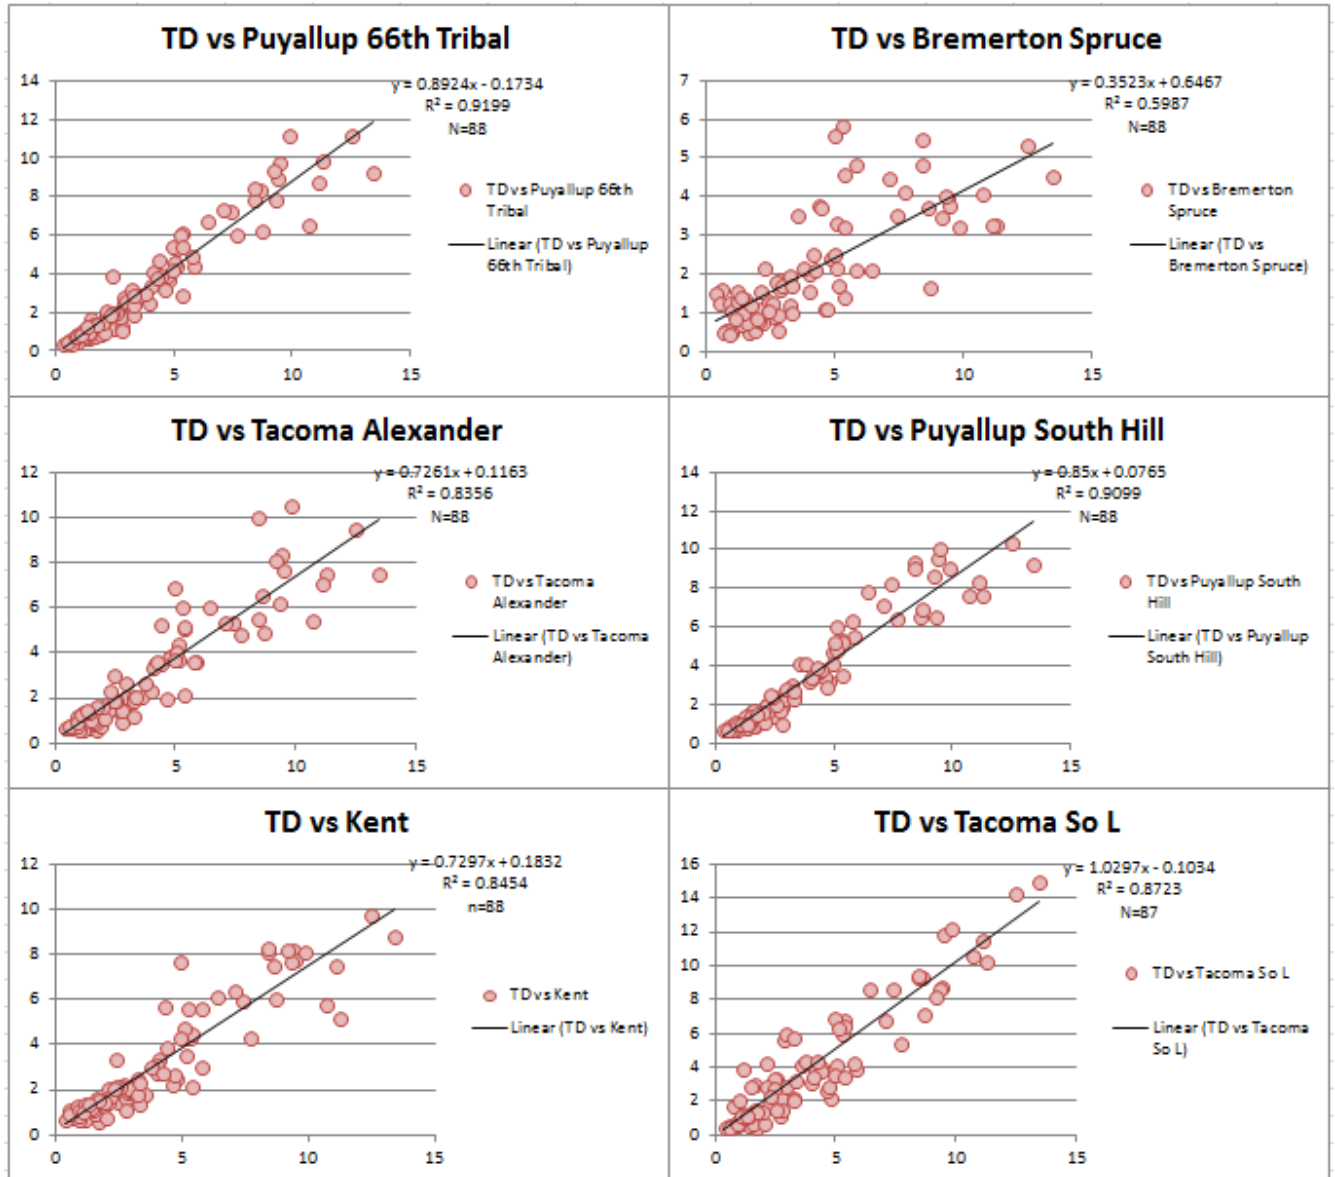 TD vs Puyallup 66th Tribal
y = 0.8924x - 0.1734
R² = 0.9199
N=88
14
12
10
8
6
4
2
0
0 5 10 15
TD vs Puyallup 66th
Tribal
Linear (TD vs Puyallup
66th Tribal)
TD vs Bremerton Spruce
y = 0.3523x + 0.6467
R² = 0.5987
N=88
7
6
5
4
3
2
1
0
0 5 10 15
TD vs Bremerton
Spruce
Linear (TD vs
Bremerton Spruce)
TD vs Tacoma Alexander
y = 0.7261x + 0.1163
R² = 0.8356
N=88
12
10
8
6
4
2
0
0 5 10 15
TD vs Tacoma
Alexander
Linear (TD vs Tacoma
Alexander)
TD vs Puyallup South Hill
y = 0.85x + 0.0765
R² = 0.9099
N=88
14
12
10
8
6
4
2
0
0 5 10 15
TD vs Puyallup South
Hill
Linear (TD vs Puyallup
South Hill)
TD vs Kent
y = 0.7297x + 0.1832
R² = 0.8454
n=88
12
10
8
6
4
2
0
0 5 10 15
TD vs Kent
Linear (TD vs Kent)
TD vs Tacoma So L
y = 1.0297x - 0.1034
R² = 0.8723
N=87
16
14
12
10
8
6
4
2
0
0 5 10 15
TD vs Tacoma So L
Linear (TD vs Tacoma
So L)